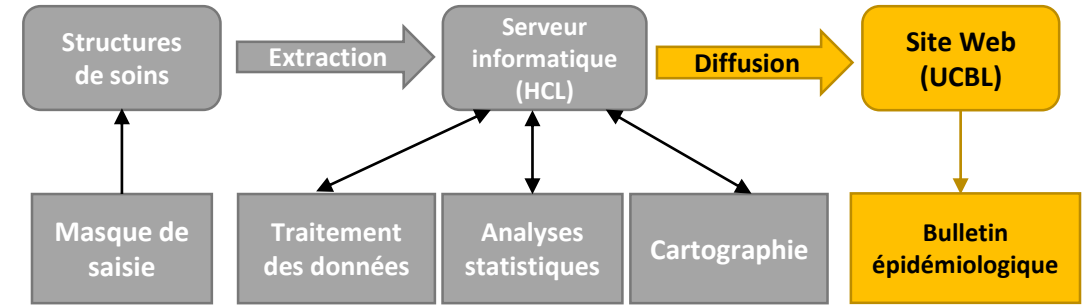 Structures
de soins
Extraction
Serveur
informatique
(HCL)
Diffusion
Site Web
(UCBL)
Masque de
saisie
Traitement
des données
Analyses
statistiques
Cartographie
Bulletin
épidémiologique